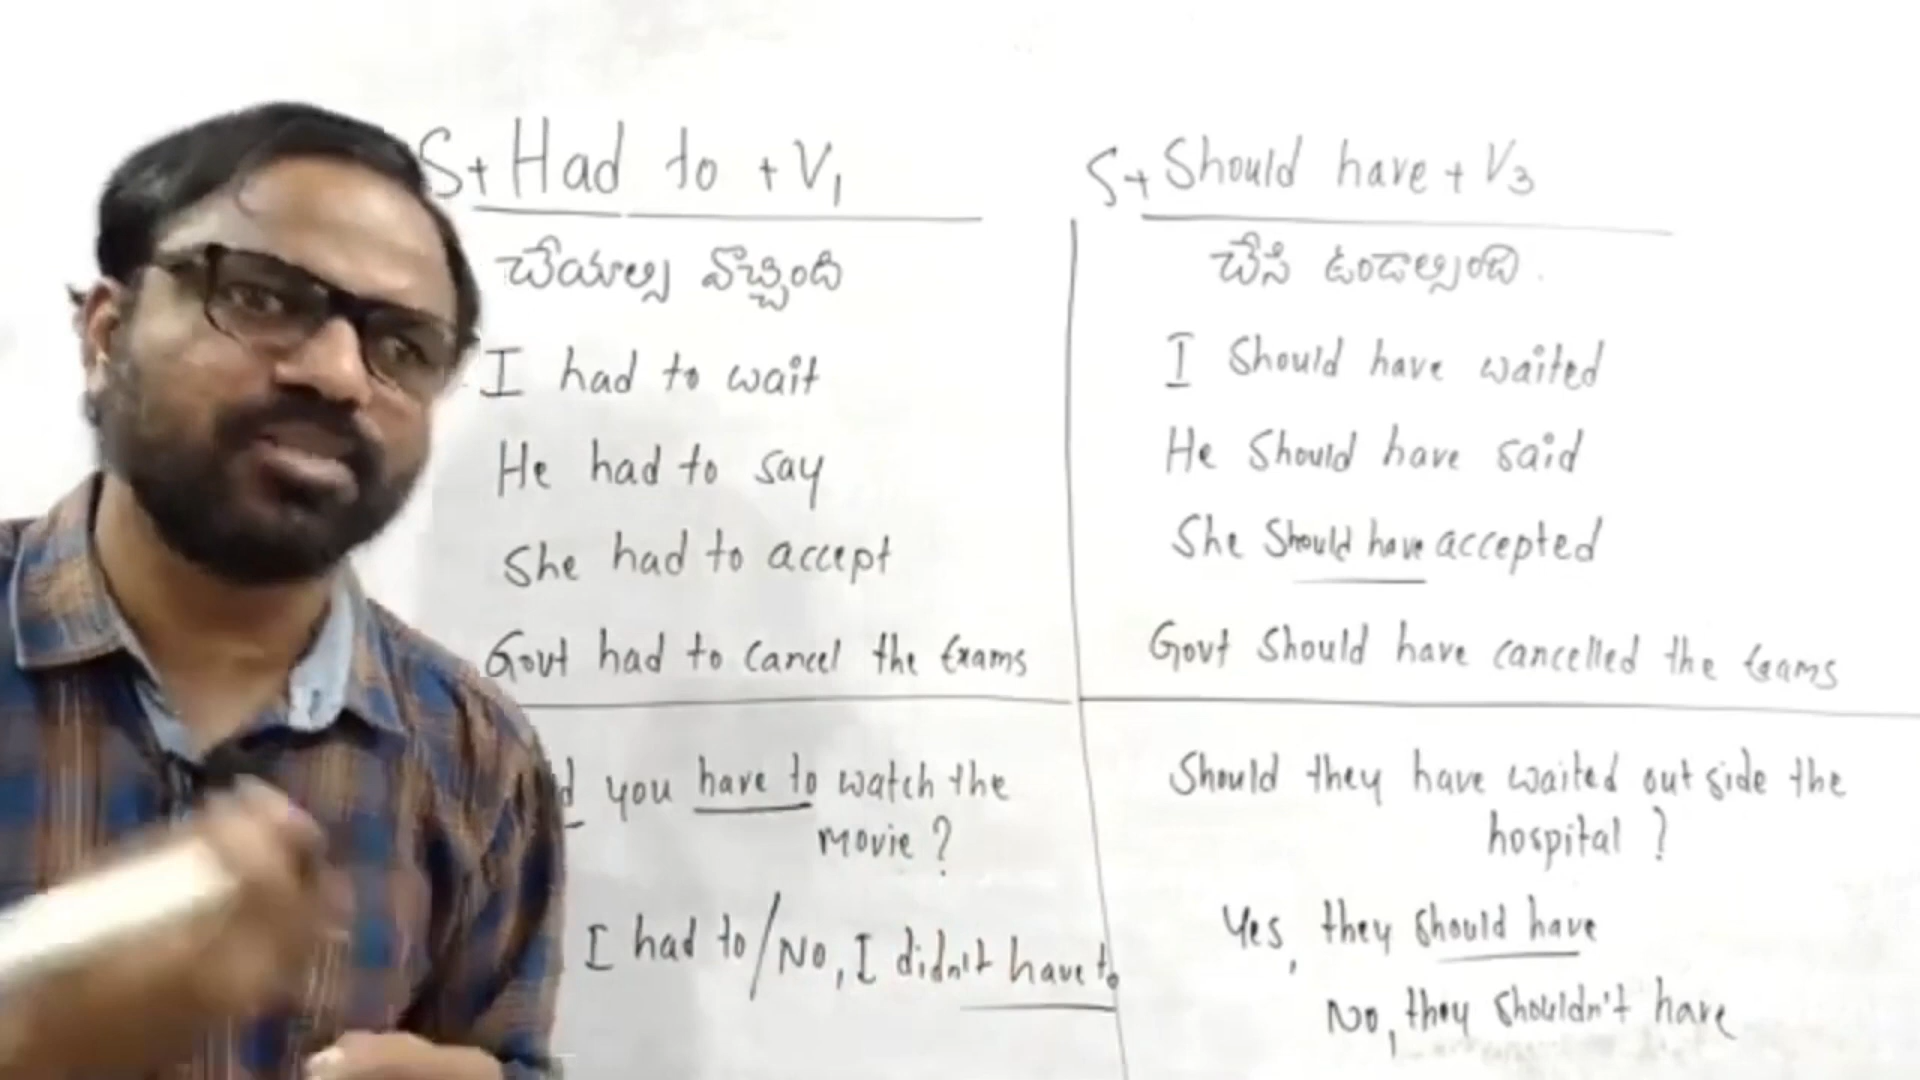 S+ Had to + V1
చేయాల్సి వొచ్చింది
I had to wait
He had to say
She had to accept
Govt had to cancel the Exams
you have to watch the
movie ?
I had to / No, I didn't have to
S+ Should have + V3
చేసి ఉండాల్సింది.
I should have waited
He should have said
She should have accepted
Govt should have cancelled the Exams
Should they have waited out side the
hospital ?
Yes, they should have
No, they shouldn't have